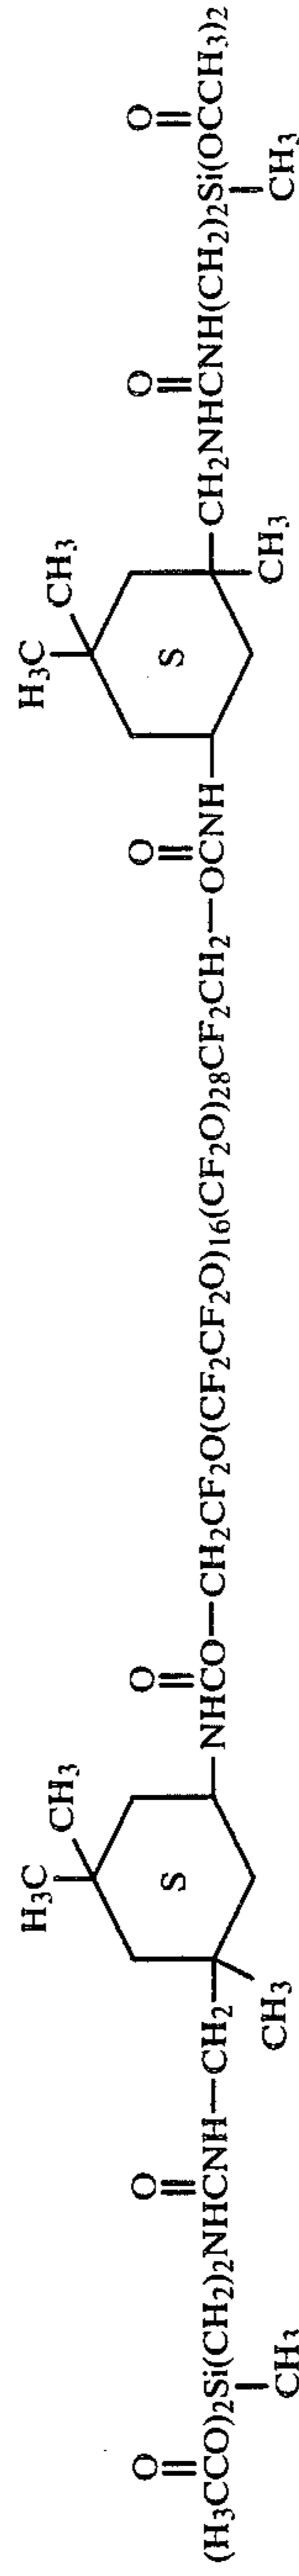 O O O O O O
(H₃CCO)₂Si(CH₂)₂NHCNH—CH₂ NHCO—CH₂CF₂O(CF₂CF₂O)₁₆(CF₂O)₂₈CF₂CH₂—OCNH CH₂NHCNH(CH₂)₂Si(OCCH₃)₂
CH₃ CH₃ S H₃C CH₃ S H₃C CH₃ CH₃ CH₃